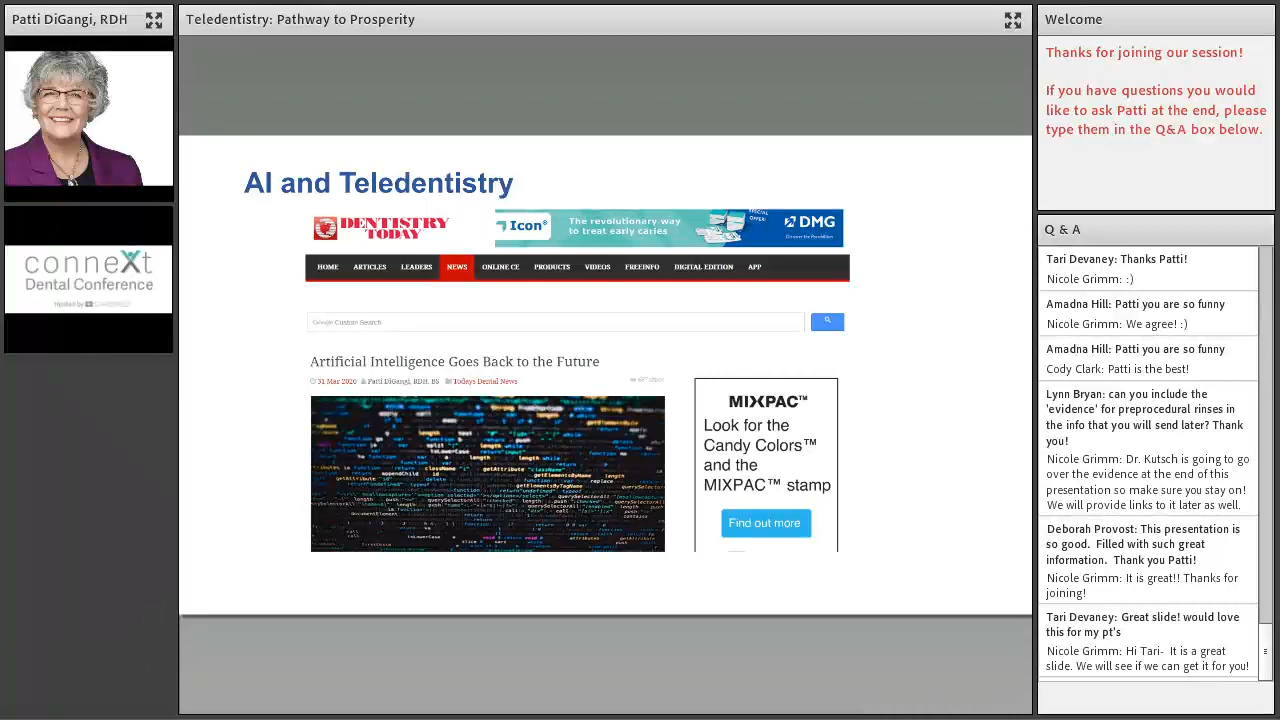 Patti DiGangi, RDH
Teledentistry: Pathway to Prosperity
Welcome
Thanks for joining our session!
If you have questions you would
like to ask Patti at the end, please
type them in the Q&A box below.
conneXt
Dental Conference
Hosted by
AI and Teledentistry
DENTISTRY
TODAY
Icon®
The revolutionary way
to treat early caries
SPECIAL
OFFER!
DMG
HOME ARTICLES LEADERS NEWS ONLINE CE PRODUCTS VIDEOS FREEINFO DIGITAL EDITION APP
Google Custom Search
Artificial Intelligence Goes Back to the Future
31 Mar 2020 Patti DiGangi, RDH, BS Todays Dental News
MIXPAC™
Look for the
Candy Colors™
and the
MIXPAC™ stamp
Find out more
Q & A
Tari Devaney: Thanks Patti!
Nicole Grimm: :)
Amadna Hill: Patti you are so funny
Nicole Grimm: We agree! :)
Amadna Hill: Patti you are so funny
Cody Clark: Patti is the best!
Lynn Bryan: can you include the
"evidence" for preprocedural rinses in
the info that you will send later? Thank
you!
Nicole Grimm: Dr. Kutsch is going to go
over those slides at the end of this
presentation so make sure you stay on!
We will provide links to it later as well.
Deborah Provost: This presentation is
so good. Filled with such great
information. Thank you Patti!
Nicole Grimm: It is great!! Thanks for
joining!
Tari Devaney: Great slide! would love
this for my pt's
Nicole Grimm: Hi Tari- It is a great
slide. We will see if we can get it for you!